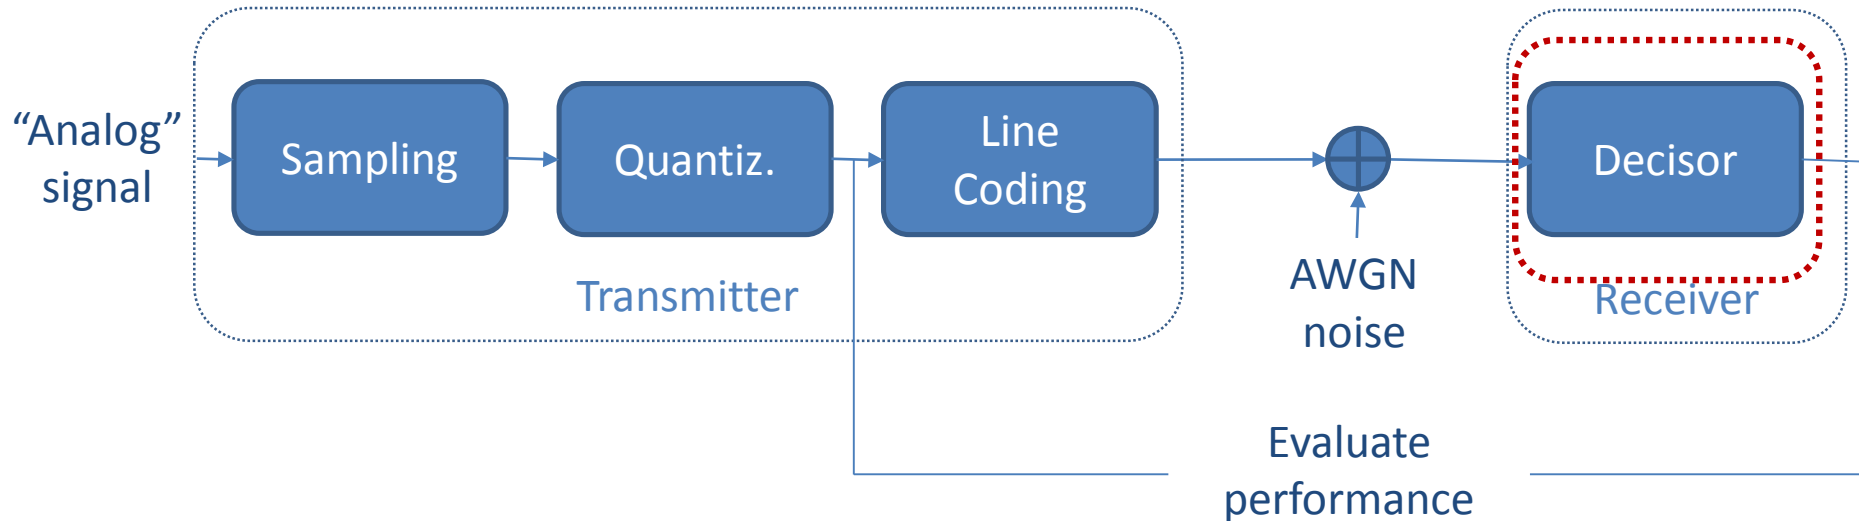 “Analog”
signal
Sampling
Quantiz.
Line
Coding
Decisor
Transmitter
AWGN
noise
Receiver
Evaluate
performance